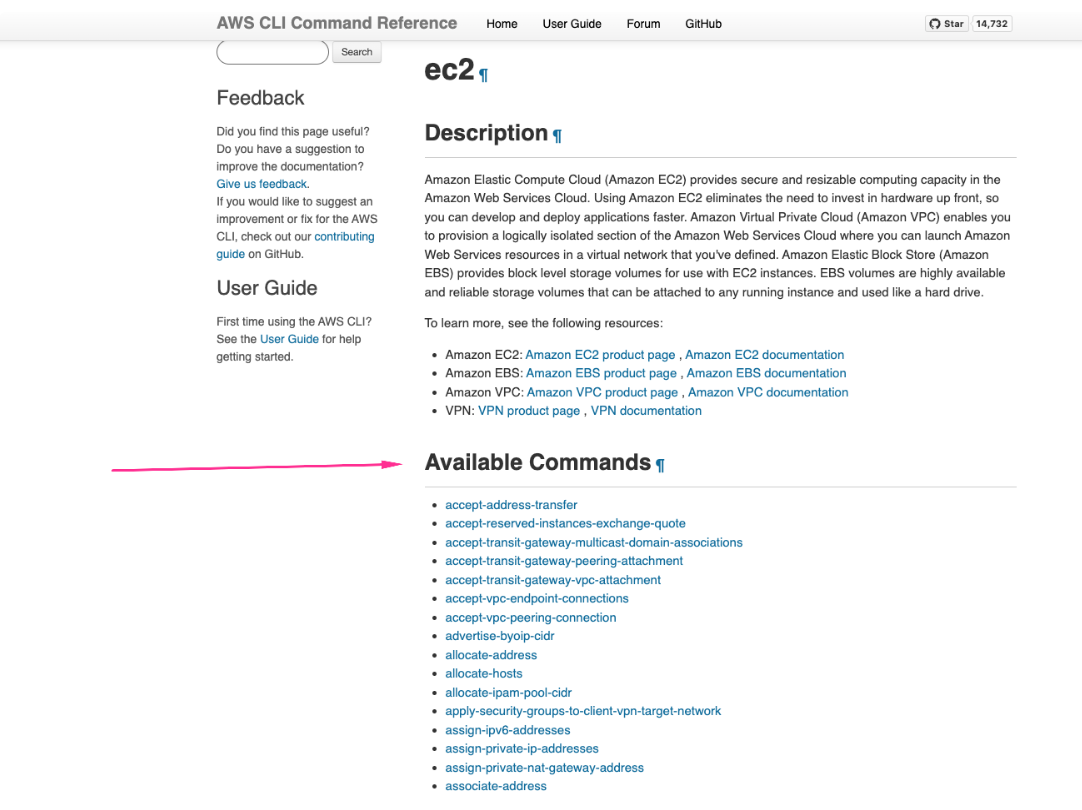 AWS CLI Command Reference Home User Guide Forum GitHub Star 14,732
Search
Feedback
Did you find this page useful?
Do you have a suggestion to
improve the documentation?
Give us feedback.
If you would like to suggest an
improvement or fix for the AWS
CLI, check out our contributing
guide on GitHub.
User Guide
First time using the AWS CLI?
See the User Guide for help
getting started.
ec2 ¶
Description ¶
Amazon Elastic Compute Cloud (Amazon EC2) provides secure and resizable computing capacity in the
Amazon Web Services Cloud. Using Amazon EC2 eliminates the need to invest in hardware up front, so
you can develop and deploy applications faster. Amazon Virtual Private Cloud (Amazon VPC) enables you
to provision a logically isolated section of the Amazon Web Services Cloud where you can launch Amazon
Web Services resources in a virtual network that you've defined. Amazon Elastic Block Store (Amazon
EBS) provides block level storage volumes for use with EC2 instances. EBS volumes are highly available
and reliable storage volumes that can be attached to any running instance and used like a hard drive.
To learn more, see the following resources:
• Amazon EC2: Amazon EC2 product page , Amazon EC2 documentation
• Amazon EBS: Amazon EBS product page , Amazon EBS documentation
• Amazon VPC: Amazon VPC product page , Amazon VPC documentation
• VPN: VPN product page , VPN documentation
Available Commands ¶
• accept-address-transfer
• accept-reserved-instances-exchange-quote
• accept-transit-gateway-multicast-domain-associations
• accept-transit-gateway-peering-attachment
• accept-transit-gateway-vpc-attachment
• accept-vpc-endpoint-connections
• accept-vpc-peering-connection
• advertise-byoip-cidr
• allocate-address
• allocate-hosts
• allocate-ipam-pool-cidr
• apply-security-groups-to-client-vpn-target-network
• assign-ipv6-addresses
• assign-private-ip-addresses
• assign-private-nat-gateway-address
• associate-address